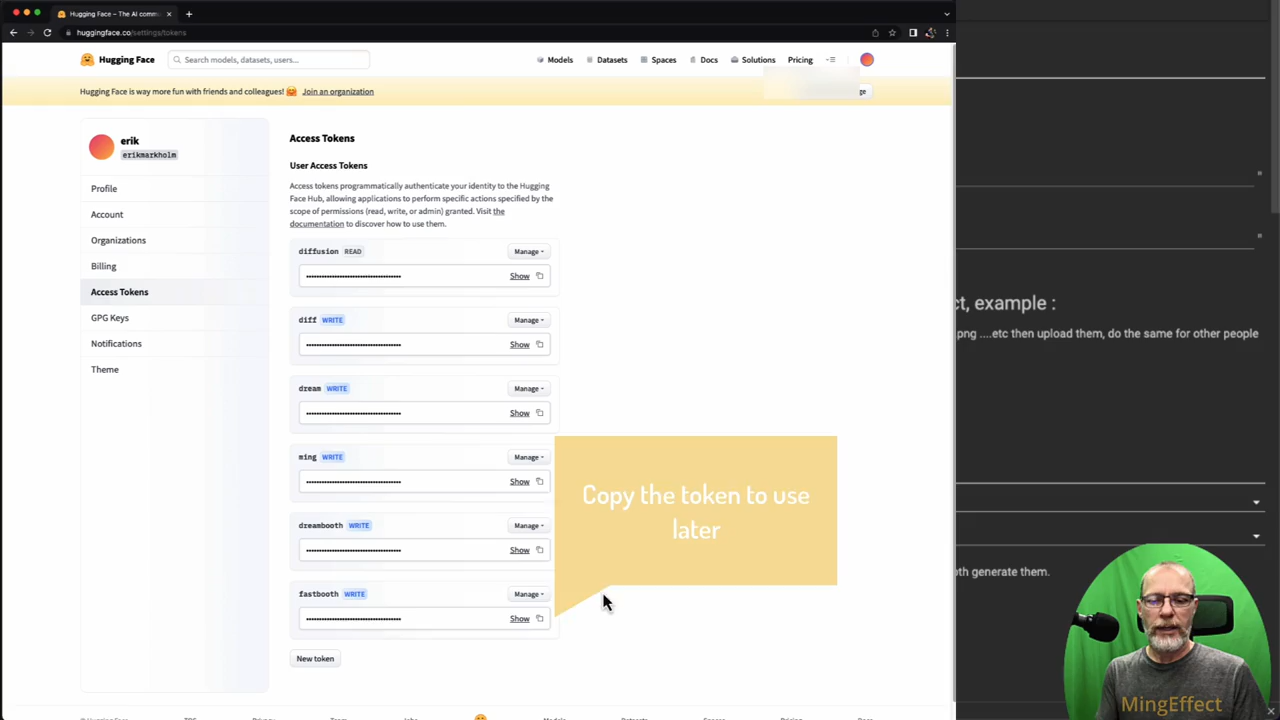 Hugging Face – The AI comm
huggingface.co/settings/tokens
Hugging Face
Search models, datasets, users...
Models
Datasets
Spaces
Docs
Solutions
Pricing
Hugging Face is way more fun with friends and colleagues! 🤗 Join an organization
ge
erik
erikmarkholm
Profile
Account
Organizations
Billing
Access Tokens
GPG Keys
Notifications
Theme
Access Tokens
User Access Tokens
Access tokens programmatically authenticate your identity to the Hugging
Face Hub, allowing applications to perform specific actions specified by the
scope of permissions (read, write, or admin) granted. Visit the
documentation to discover how to use them.
diffusion READ Manage
Show
diff WRITE Manage
Show
dream WRITE Manage
Show
ming WRITE Manage
Show
dreambooth WRITE Manage
Show
fastbooth WRITE Manage
Show
New token
Copy the token to use
later
ct, example :
png ....etc then upload them, do the same for other people
oth generate them.
MingEffect